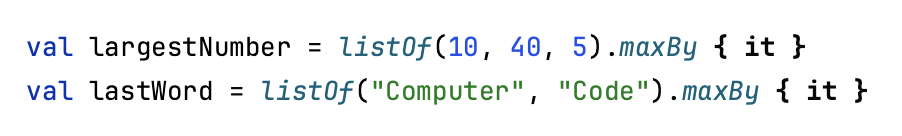 val largestNumber = listOf(10, 40, 5).maxBy { it }
val lastWord = listOf("Computer", "Code").maxBy { it }